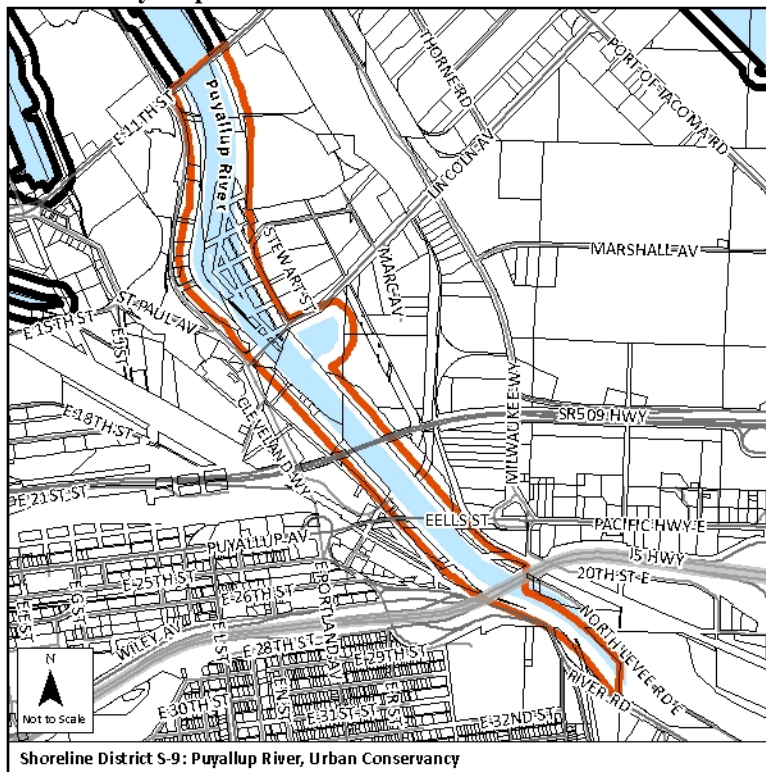 E 11TH ST
Puyallup River
THORNE RD
PORT OF TACOMA RD
LINCOLN AV
STEWART ST
MARC AV
MARSHALL AV
ST PAUL AV
E 15TH ST
E F ST
E 18TH ST
CLEVELAND WY
MILWAUKEE WY
SR509 HWY
E 21ST ST
EELLS ST
PACIFIC HWY E
PUYALLUP AV
I5 HWY
20TH ST E
E 25TH ST
E 26TH ST
E G ST
E PORTLAND AV
E L ST
WILEY AV
E 28TH ST
E 29TH ST
NORTH LEVEE RD E
RIVER RD
E N ST
E R ST
E 30TH ST
E 31ST ST
E 32ND ST
N
Not to Scale
Shoreline District S-9: Puyallup River, Urban Conservancy